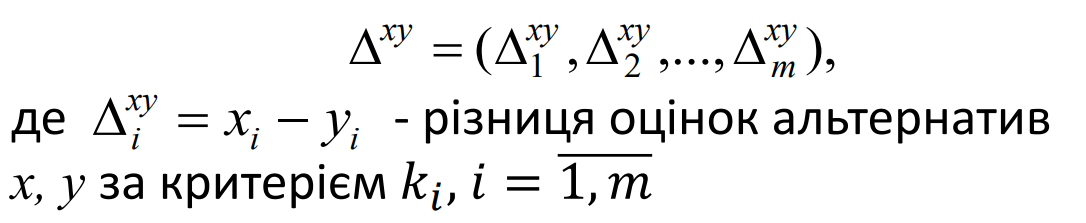 Δ^{xy} = (Δ_1^{xy}, Δ_2^{xy},..., Δ_m^{xy}),
де Δ_i^{xy} = x_i − y_i - різниця оцінок альтернатив
x, y за критерієм k_i, i = \overline{1, m}